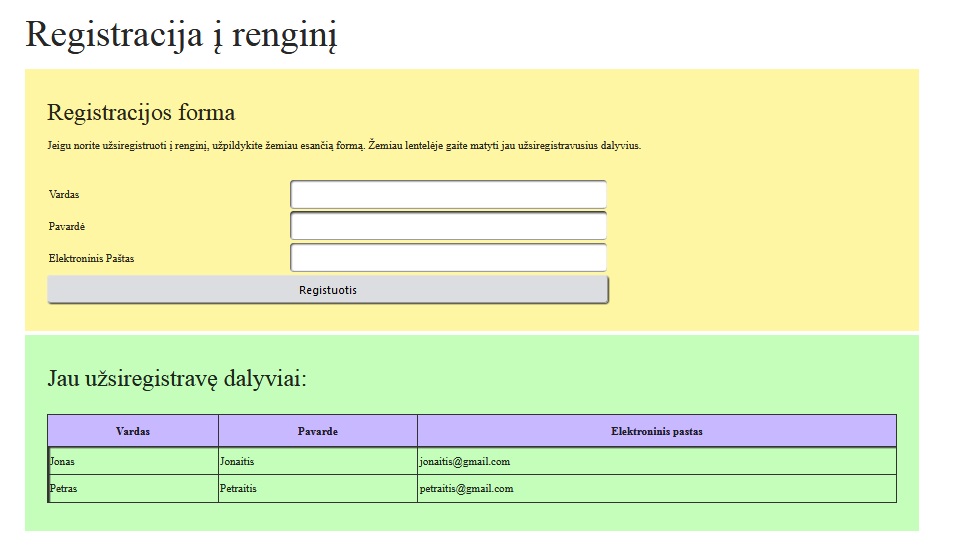 Registracija į renginį
Registracijos forma
Jeigu norite užsiregistruoti į renginį, užpildykite žemiau esančią formą. Žemiau lentelėje gaite matyti jau užsiregistravusius dalyvius.
Vardas
Pavardė
Elektroninis Paštas
Registuotis
Jau užsiregistravę dalyviai:
Vardas Pavarde Elektroninis pastas
Jonas Jonaitis jonaitis@gmail.com
Petras Petraitis petraitis@gmail.com